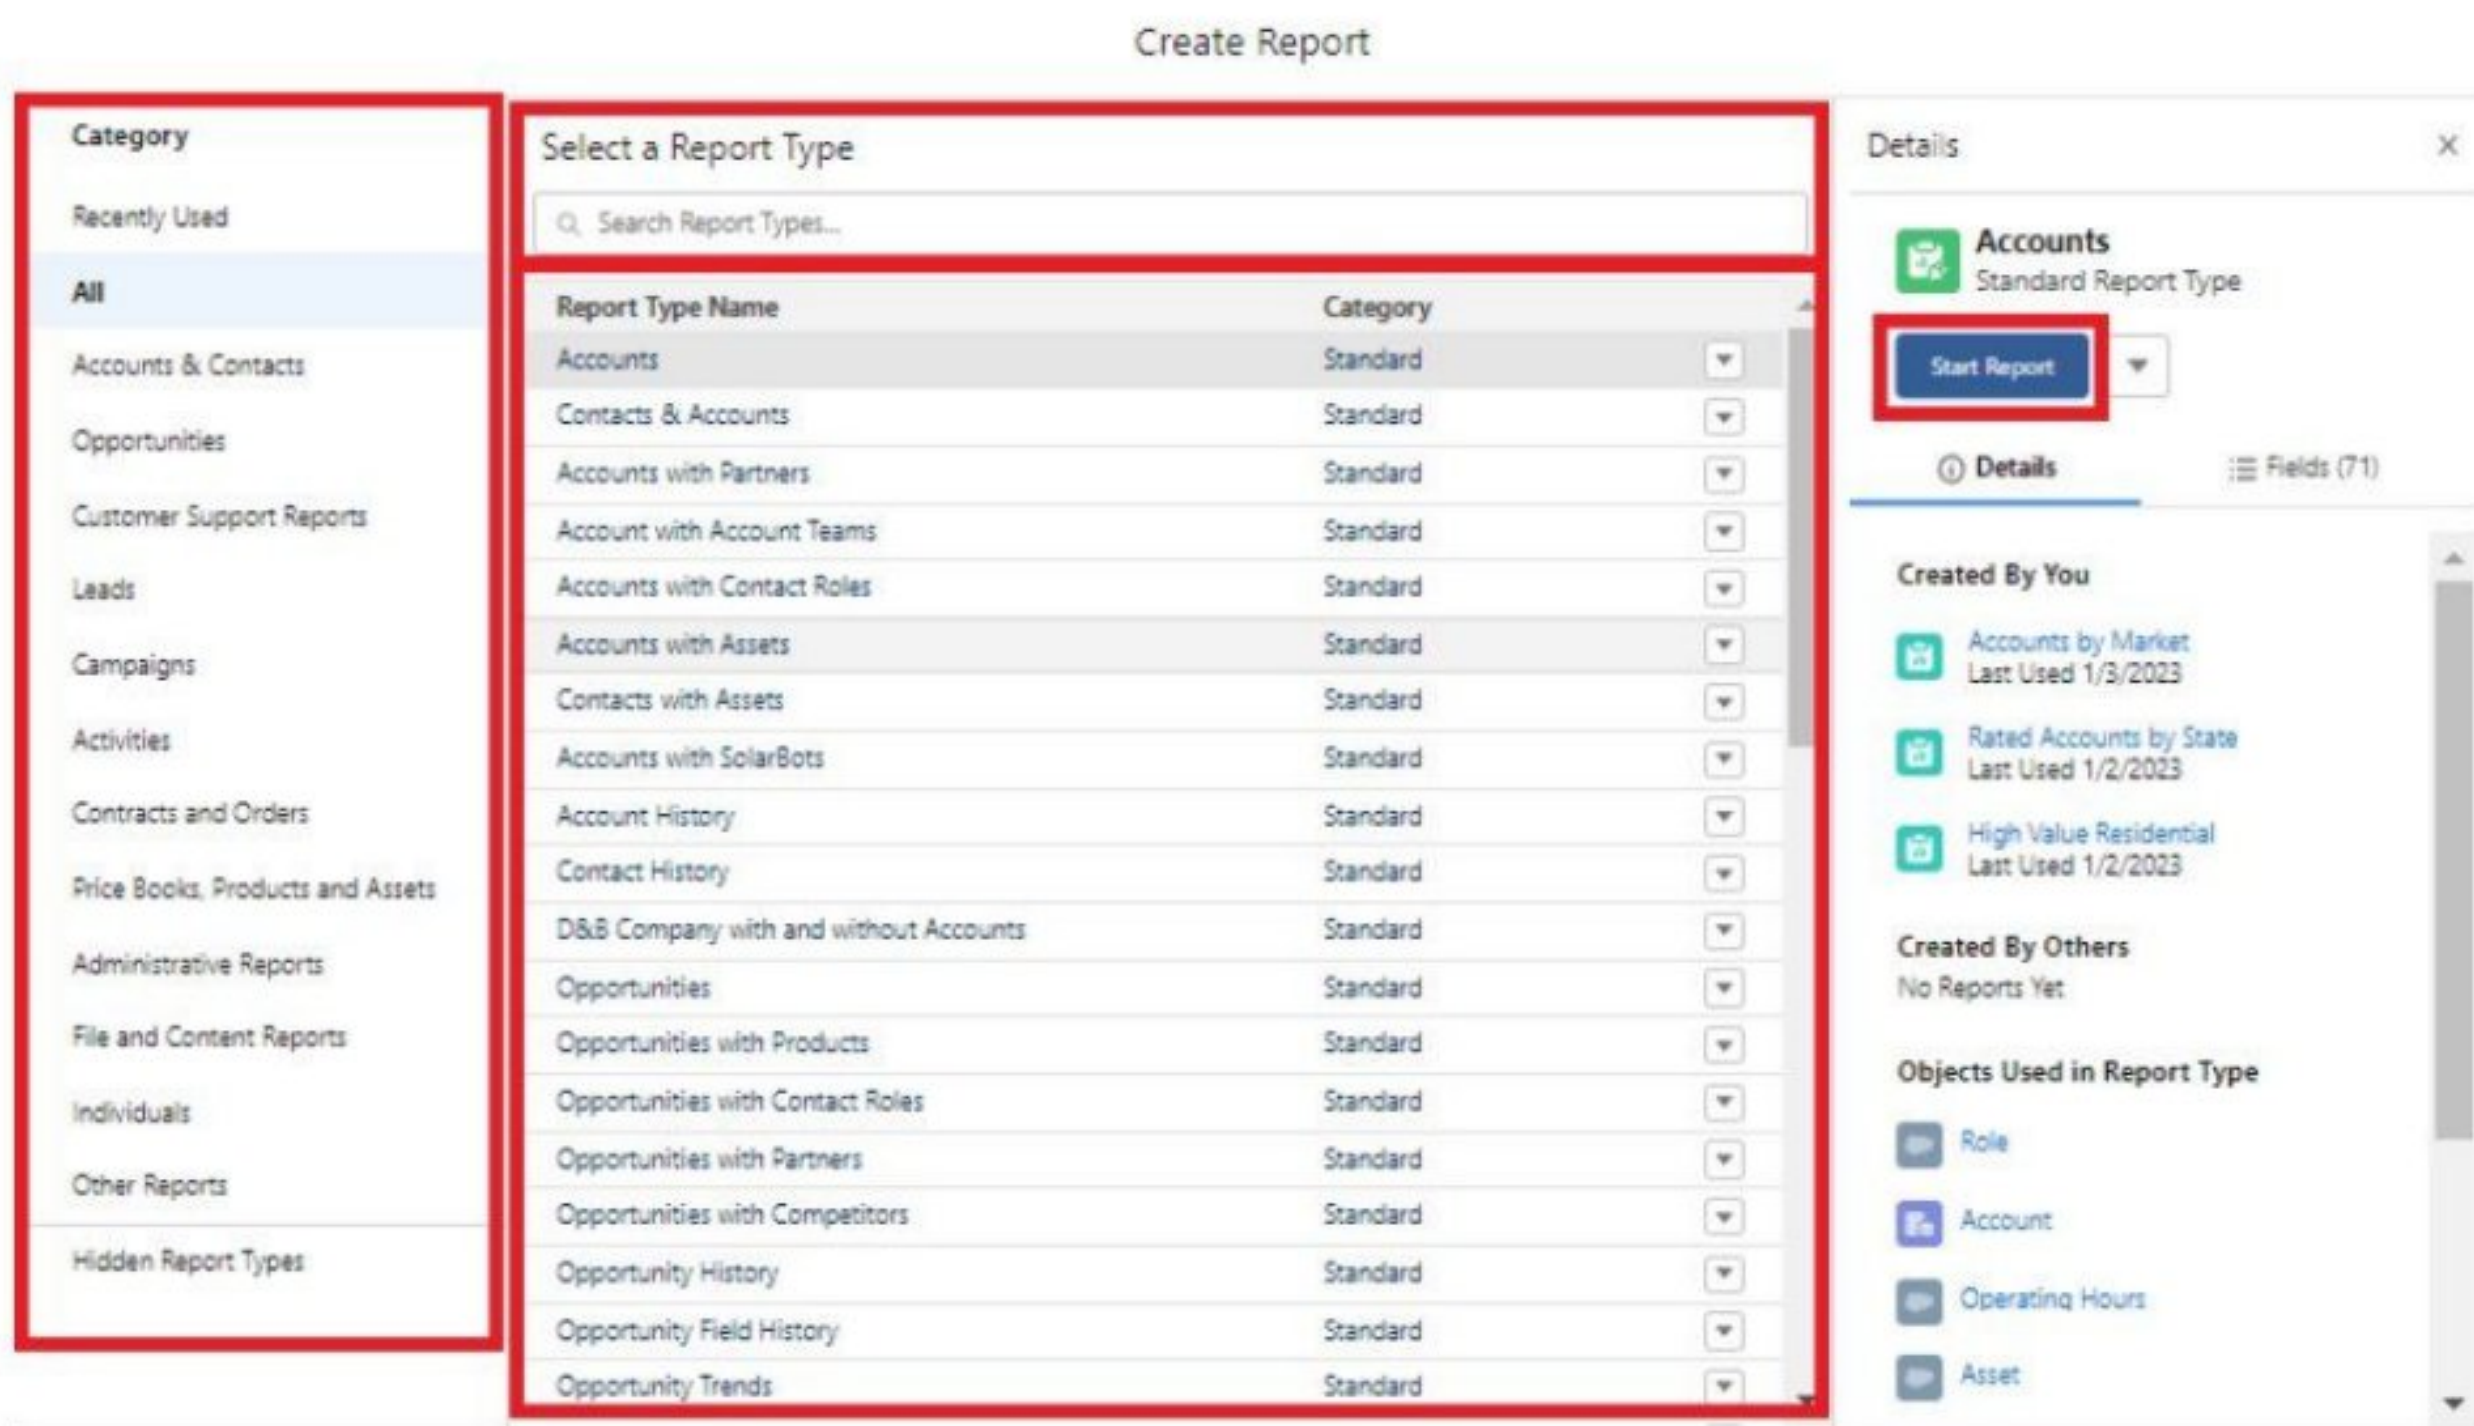 Create Report
Category
Recently Used
All
Accounts & Contacts
Opportunities
Customer Support Reports
Leads
Campaigns
Activities
Contracts and Orders
Price Books, Products and Assets
Administrative Reports
File and Content Reports
Individuals
Other Reports
Hidden Report Types
Select a Report Type
Search Report Types...
Report Type Name Category
Accounts Standard
Contacts & Accounts Standard
Accounts with Partners Standard
Account with Account Teams Standard
Accounts with Contact Roles Standard
Accounts with Assets Standard
Contacts with Assets Standard
Accounts with SolarBots Standard
Account History Standard
Contact History Standard
D&B Company with and without Accounts Standard
Opportunities Standard
Opportunities with Products Standard
Opportunities with Contact Roles Standard
Opportunities with Partners Standard
Opportunities with Competitors Standard
Opportunity History Standard
Opportunity Field History Standard
Opportunity Trends Standard
Details
Accounts
Standard Report Type
Start Report
Details Fields (71)
Created By You
Accounts by Market
Last Used 1/3/2023
Rated Accounts by State
Last Used 1/2/2023
High Value Residential
Last Used 1/2/2023
Created By Others
No Reports Yet
Objects Used in Report Type
Role
Account
Operating Hours
Asset